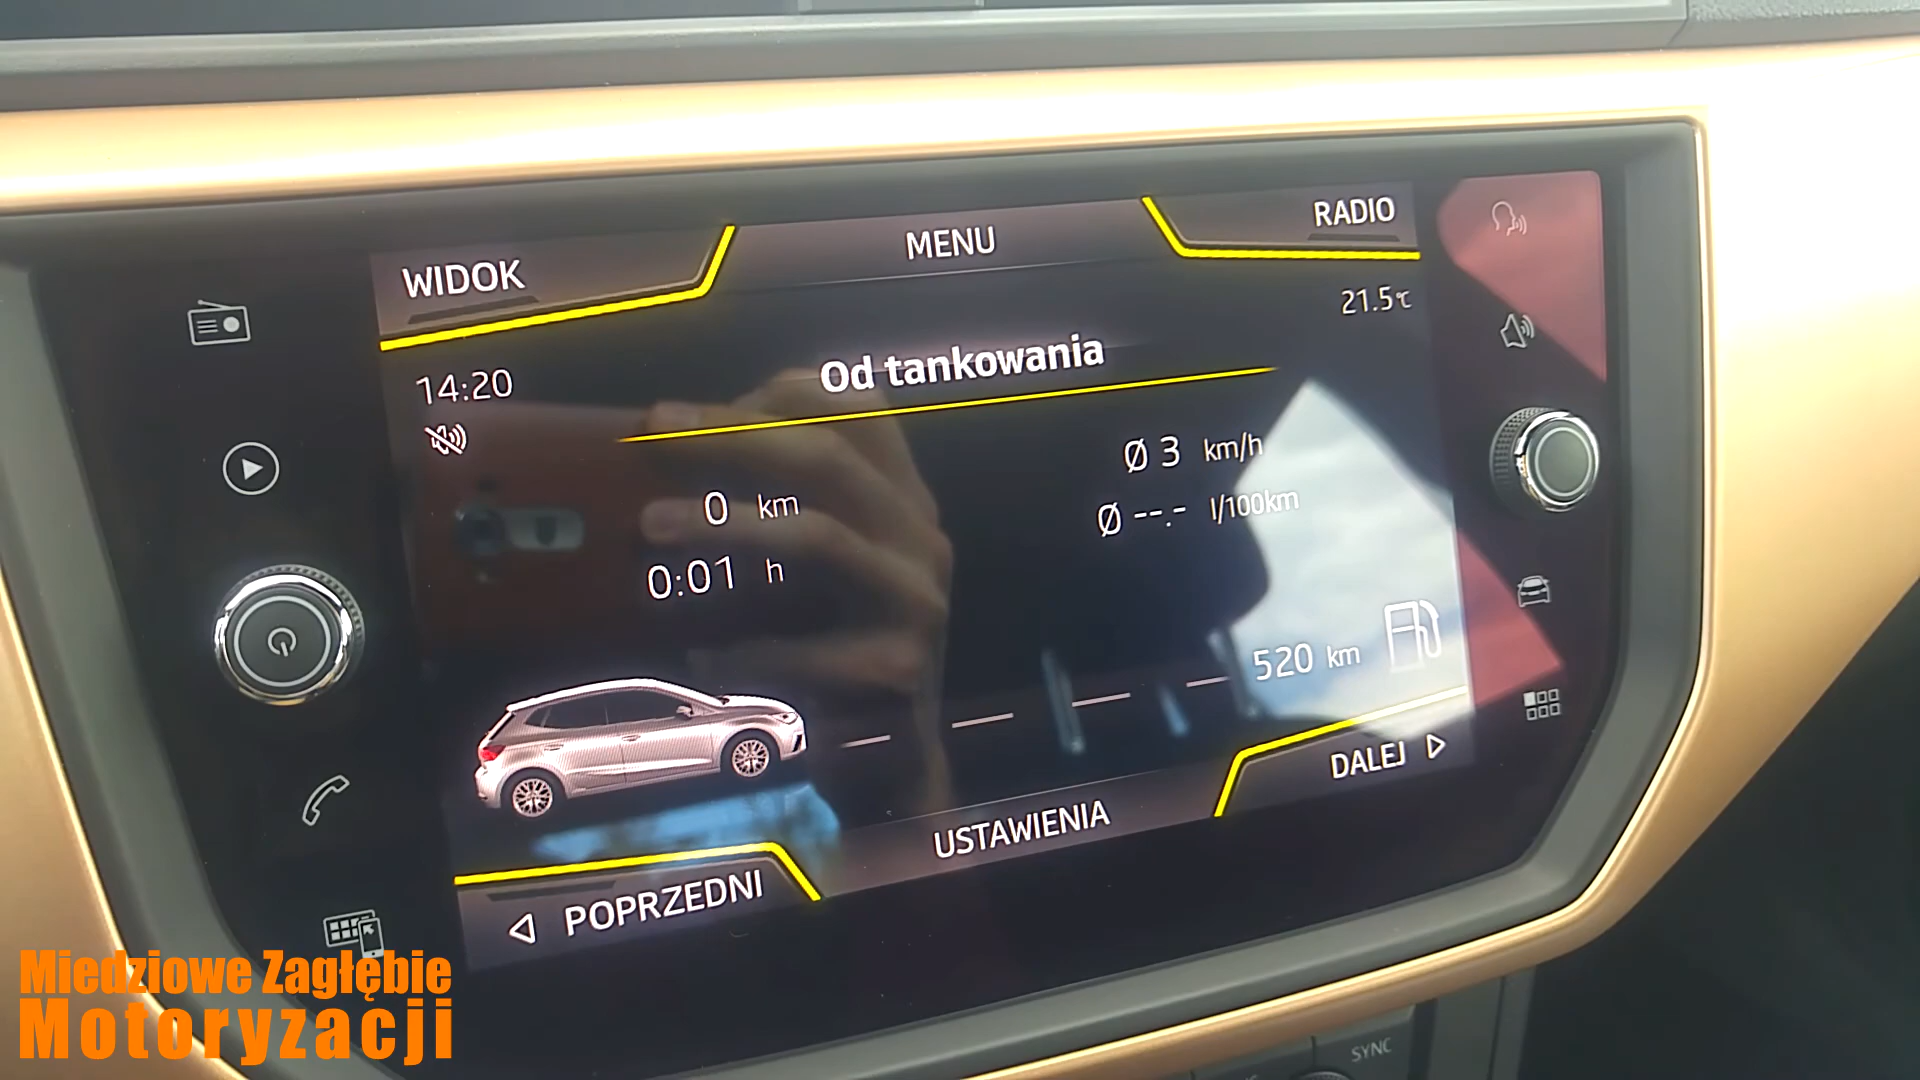 WIDOK
MENU
RADIO
21.5°C
14:20
Od tankowania
0 km
Ø 3 km/h
0:01 h
Ø --.- l/100km
520 km
DALEJ
USTAWIENIA
POPRZEDNI
SYNC
Miedziowe Zagłębie
Motoryzacji